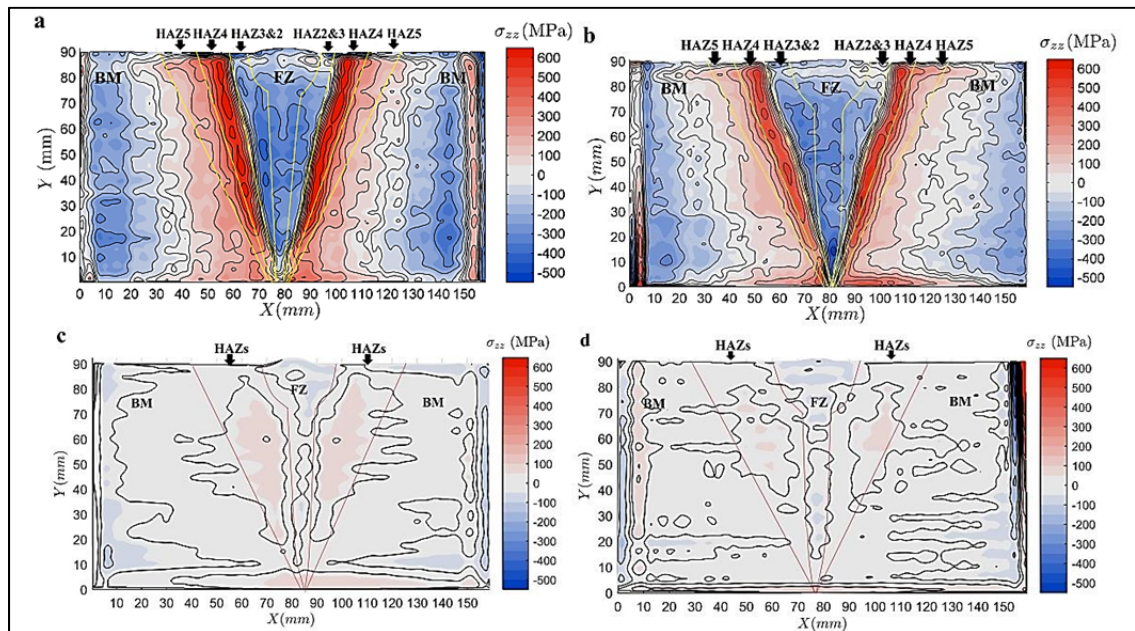 a
HAZ5 HAZ4 HAZ3&2 HAZ2&3 HAZ4 HAZ5
σzz (MPa)
90 80 70 60 50 40 30 20 10 0
Y (mm)
BM FZ BM
600 500 400 300 200 100 0 -100 -200 -300 -400 -500
0 10 20 30 40 50 60 70 80 90 100 110 120 130 140 150
X(mm)
b
HAZ5 HAZ4 HAZ3&2 HAZ2&3 HAZ4 HAZ5
σzz (MPa)
90 80 70 60 50 40 30 20 10 0
Y (mm)
BM FZ BM
600 500 400 300 200 100 0 -100 -200 -300 -400 -500
0 10 20 30 40 50 60 70 80 90 100 110 120 130 140 150
X(mm)
c
HAZs HAZs
σzz (MPa)
90 80 70 60 50 40 30 20 10 0
Y(mm)
BM FZ BM
600 500 400 300 200 100 0 -100 -200 -300 -400 -500
10 20 30 40 50 60 70 80 90 100 110 120 130 140 150
X(mm)
d
HAZs HAZs
σzz (MPa)
90 80 70 60 50 40 30 20 10 0
Y(mm)
BM FZ BM
600 500 400 300 200 100 0 -100 -200 -300 -400 -500
0 10 20 30 40 50 60 70 80 90 100 110 120 130 140 150
X(mm)